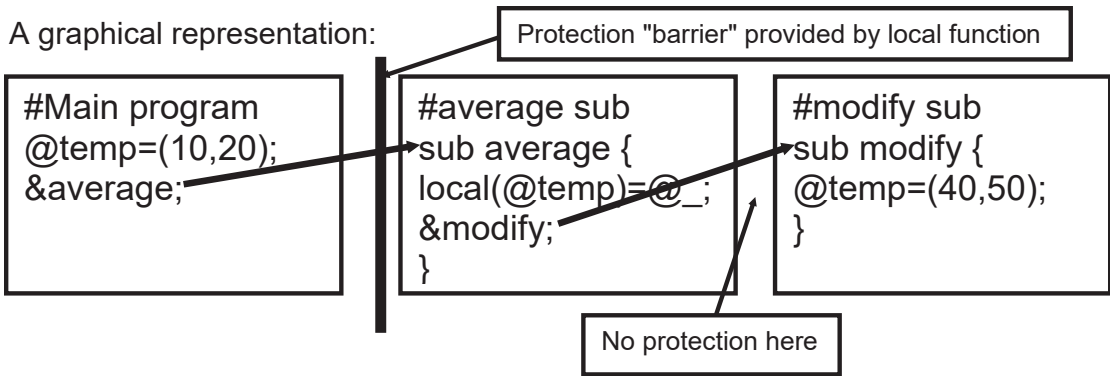 A graphical representation:
Protection "barrier" provided by local function
#Main program
@temp=(10,20);
&average;
#average sub
sub average {
local(@temp)=@_;
&modify;
}
#modify sub
sub modify {
@temp=(40,50);
}
No protection here